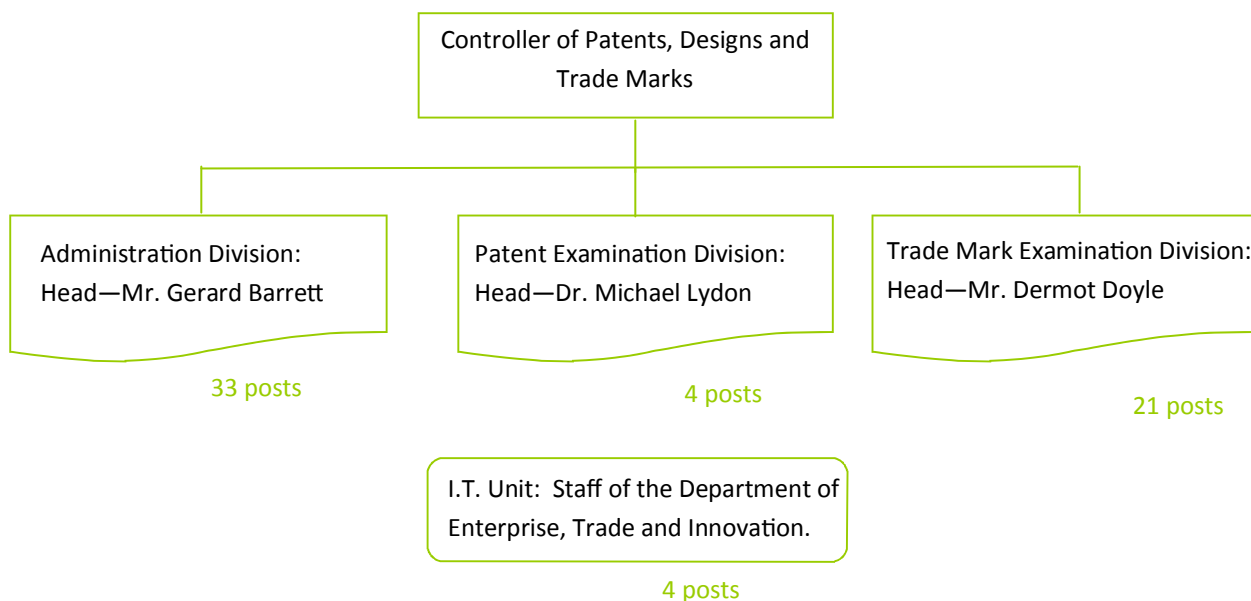 Controller of Patents, Designs and
Trade Marks
Administration Division:
Head—Mr. Gerard Barrett
33 posts
Patent Examination Division:
Head—Dr. Michael Lydon
4 posts
Trade Mark Examination Division:
Head—Mr. Dermot Doyle
21 posts
I.T. Unit: Staff of the Department of
Enterprise, Trade and Innovation.
4 posts